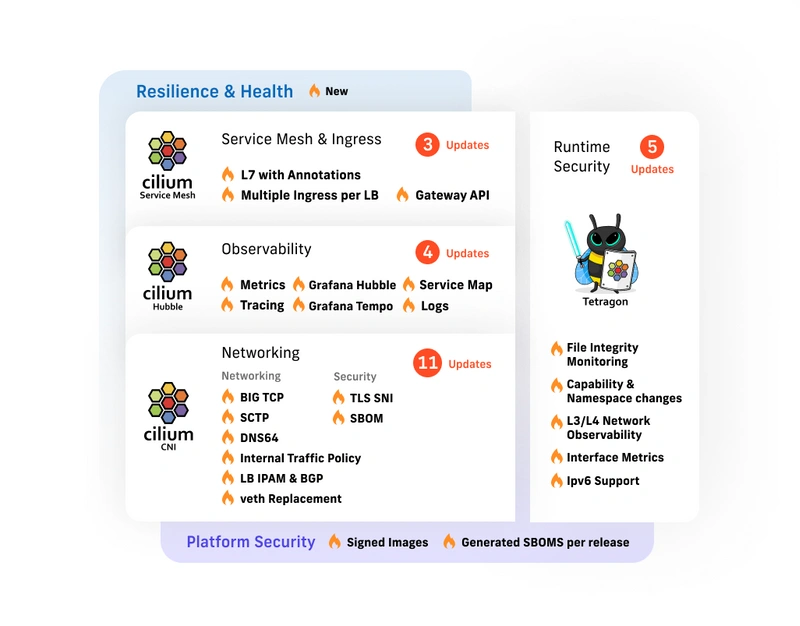 Resilience & Health New
Service Mesh & Ingress 3 Updates
cilium
Service Mesh
L7 with Annotations
Multiple Ingress per LB Gateway API
Observability 4 Updates
cilium
Hubble
Metrics Grafana Hubble Service Map
Tracing Grafana Tempo Logs
Networking 11 Updates
Networking Security
cilium
CNI
BIG TCP TLS SNI
SCTP SBOM
DNS64
Internal Traffic Policy
LB IPAM & BGP
veth Replacement
Runtime
Security
5
Updates
Tetragon
File Integrity
Monitoring
Capability &
Namespace changes
L3/L4 Network
Observability
Interface Metrics
Ipv6 Support
Platform Security Signed Images Generated SBOMS per release